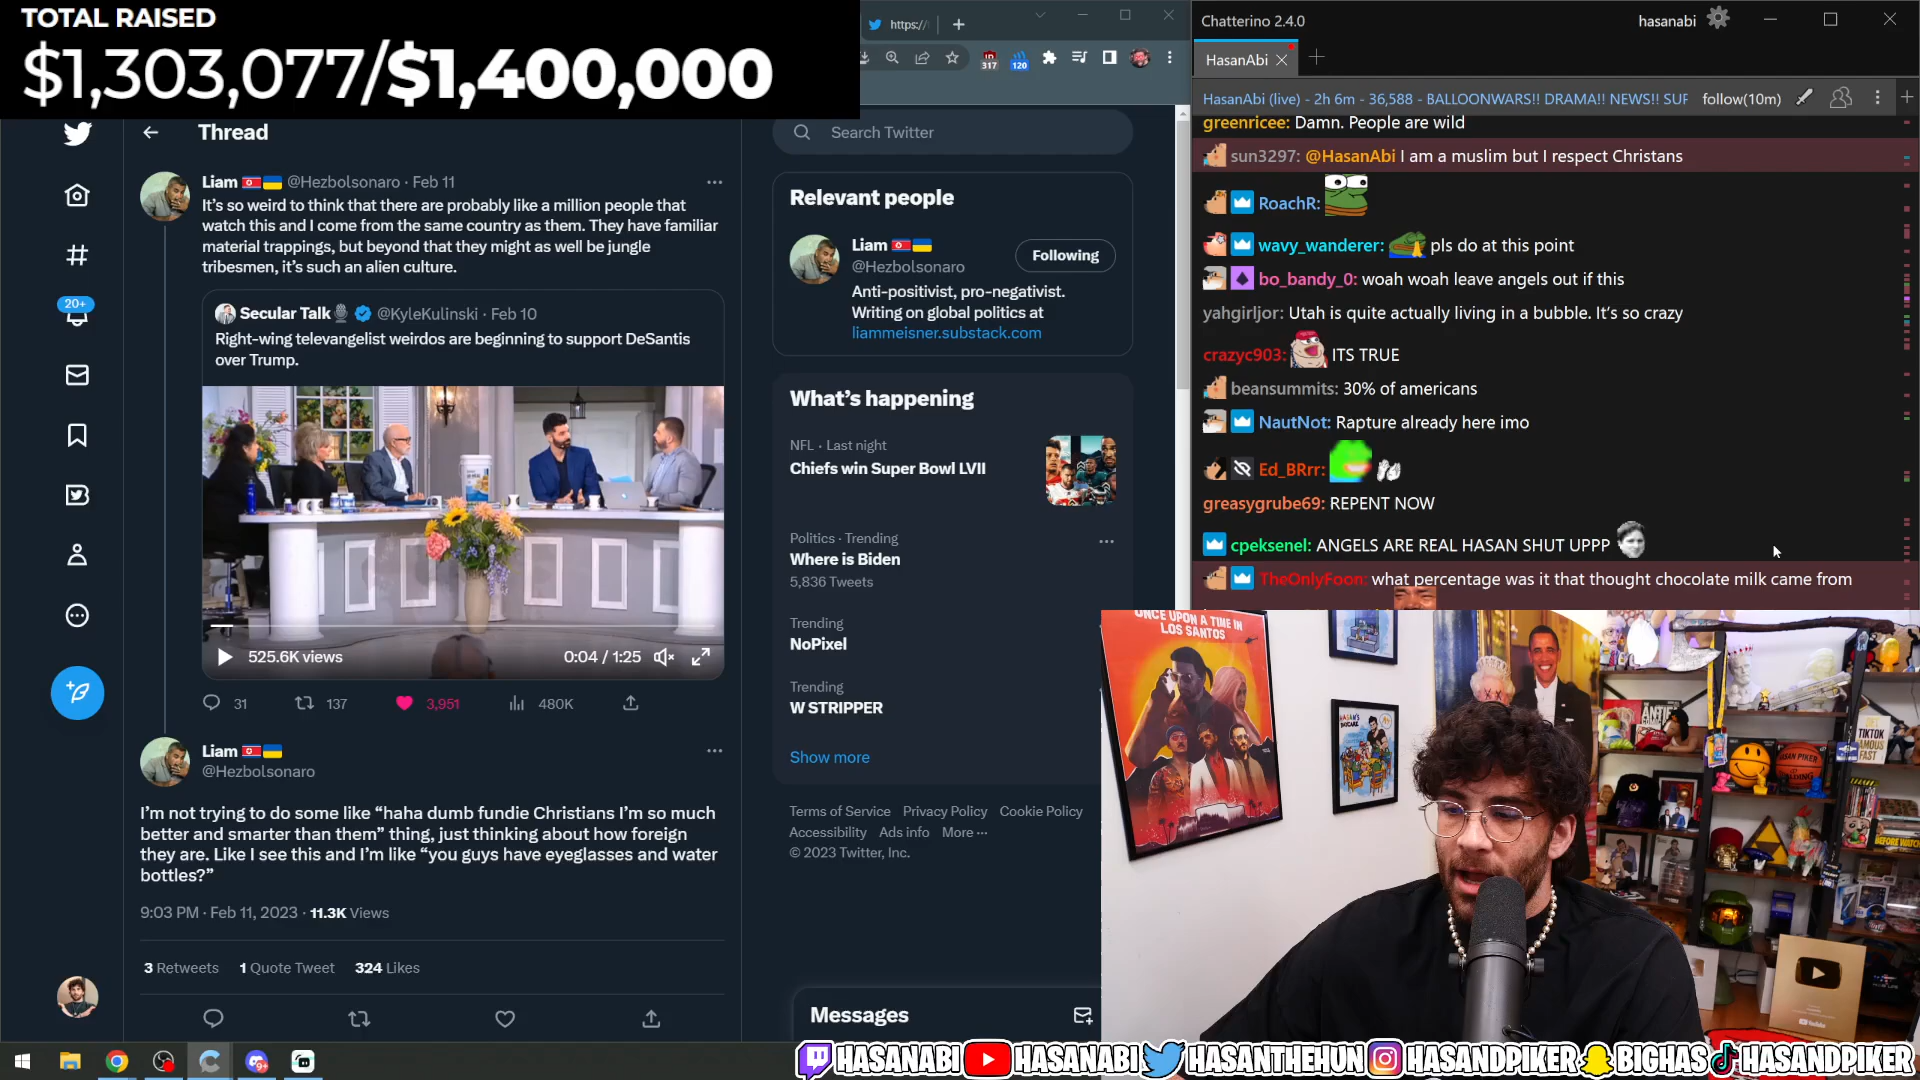 TOTAL RAISED
$1,303,077/$1,400,000
https://
317
120
Thread
Search Twitter
20+
Liam @Hezbolsonaro · Feb 11
It's so weird to think that there are probably like a million people that
watch this and I come from the same country as them. They have familiar
material trappings, but beyond that they might as well be jungle
tribesmen, it's such an alien culture.
Secular Talk @KyleKulinski · Feb 10
Right-wing televangelist weirdos are beginning to support DeSantis
over Trump.
525.6K views
0:04 / 1:25
31
137
3,951
480K
Liam
@Hezbolsonaro
I'm not trying to do some like “haha dumb fundie Christians I'm so much
better and smarter than them” thing, just thinking about how foreign
they are. Like I see this and I'm like “you guys have eyeglasses and water
bottles?”
9:03 PM · Feb 11, 2023 · 11.3K Views
3 Retweets 1 Quote Tweet 324 Likes
Relevant people
Liam
@Hezbolsonaro
Following
Anti-positivist, pro-negativist.
Writing on global politics at
liammeisner.substack.com
What's happening
NFL · Last night
Chiefs win Super Bowl LVII
Politics · Trending
Where is Biden
5,836 Tweets
Trending
NoPixel
Trending
W STRIPPER
Show more
Terms of Service Privacy Policy Cookie Policy
Accessibility Ads info More ···
© 2023 Twitter, Inc.
Messages
Chatterino 2.4.0
hasanabi
HasanAbi
HasanAbi (live) - 2h 6m - 36,588 - BALLOONWARS!! DRAMA!! NEWS!! SUP
follow(10m)
greenricee: Damn. People are wild
sun3297: @HasanAbi I am a muslim but I respect Christans
RoachR:
wavy_wanderer: pls do at this point
bo_bandy_0: woah woah leave angels out if this
yahgirljor: Utah is quite actually living in a bubble. It's so crazy
crazyc903: ITS TRUE
beansummits: 30% of americans
NautNot: Rapture already here imo
Ed_BRrr:
greasygrube69: REPENT NOW
cpeksenel: ANGELS ARE REAL HASAN SHUT UPPP
TheOnlyFoon: what percentage was it that thought chocolate milk came from
ONCE UPON A TIME IN
LOS SANTOS
TIKTOK
FAMOUS
FAST
HASAN PIKER
HASANABI
HASANABI
HASANTHEHUN
HASANDPIKER
BIGHAS
HASANDPIKER